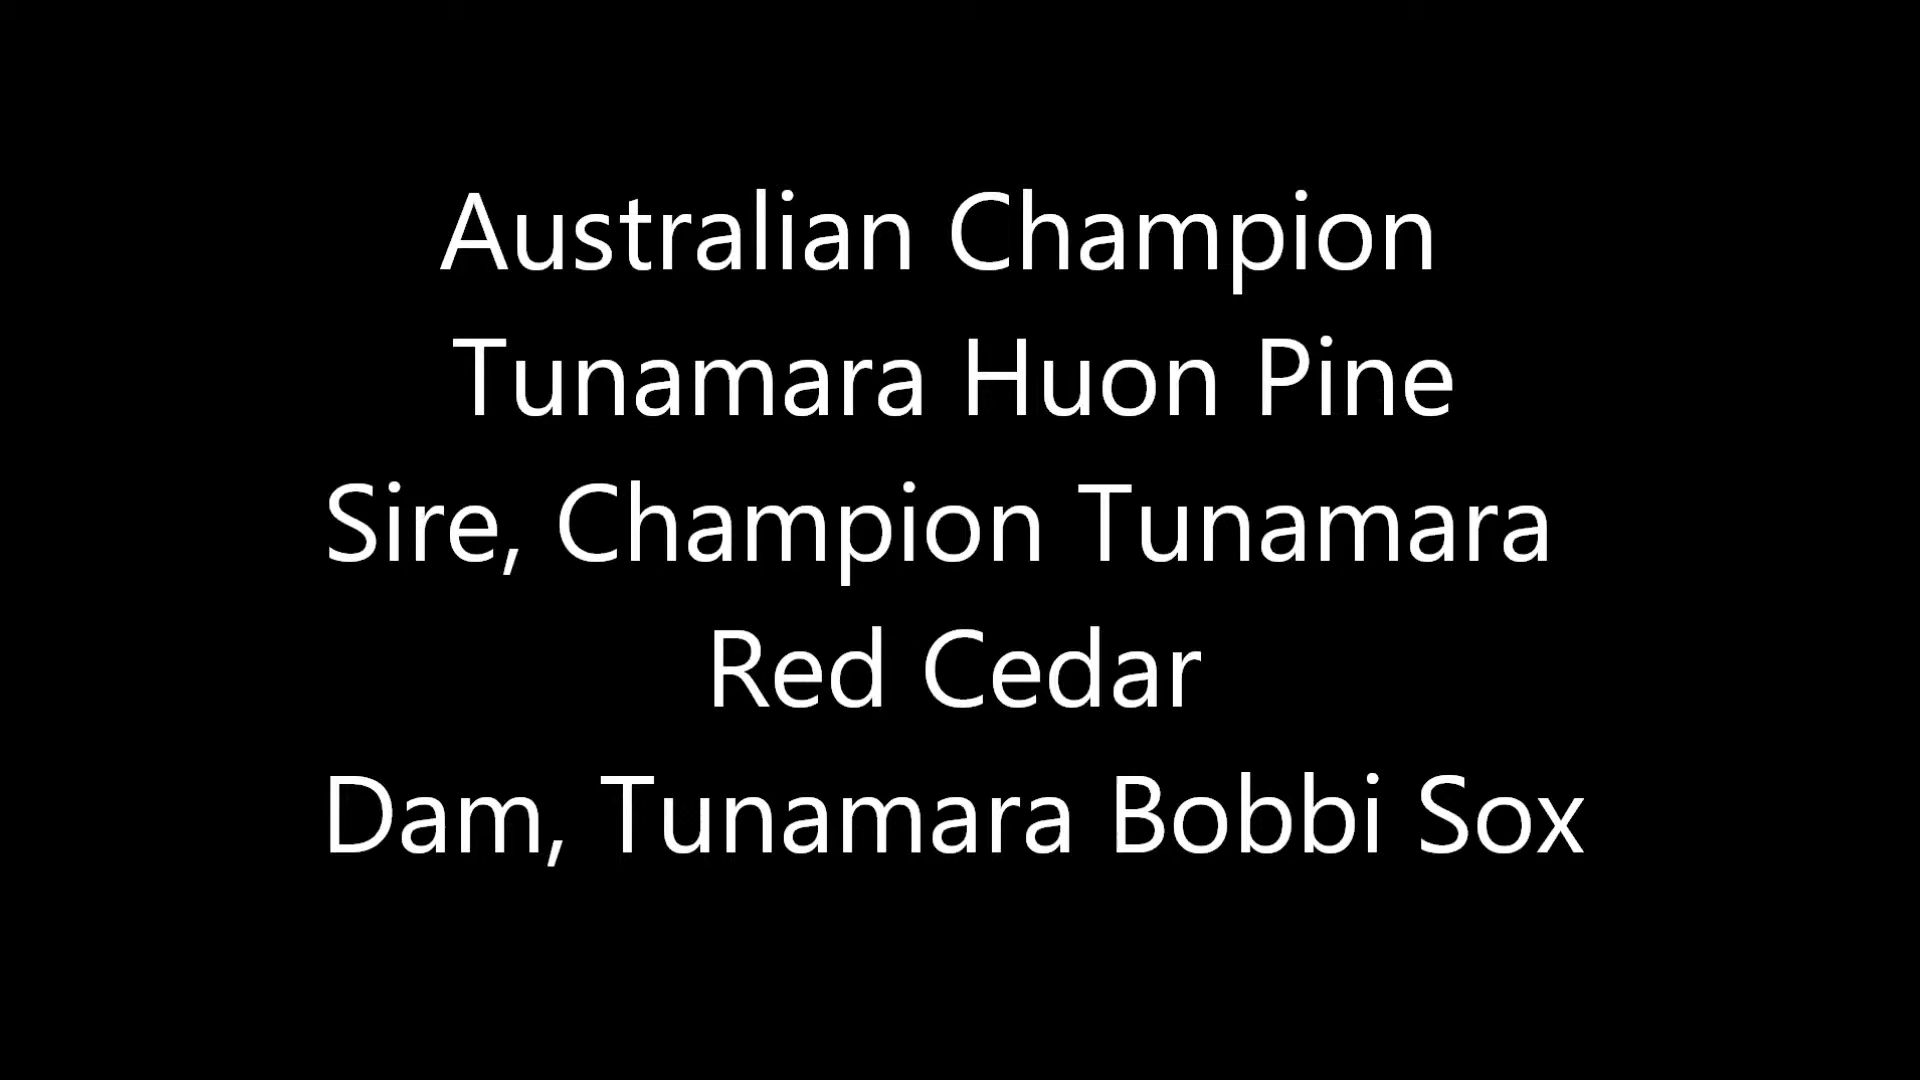 Australian Champion
Tunamara Huon Pine
Sire, Champion Tunamara
Red Cedar
Dam, Tunamara Bobbi Sox